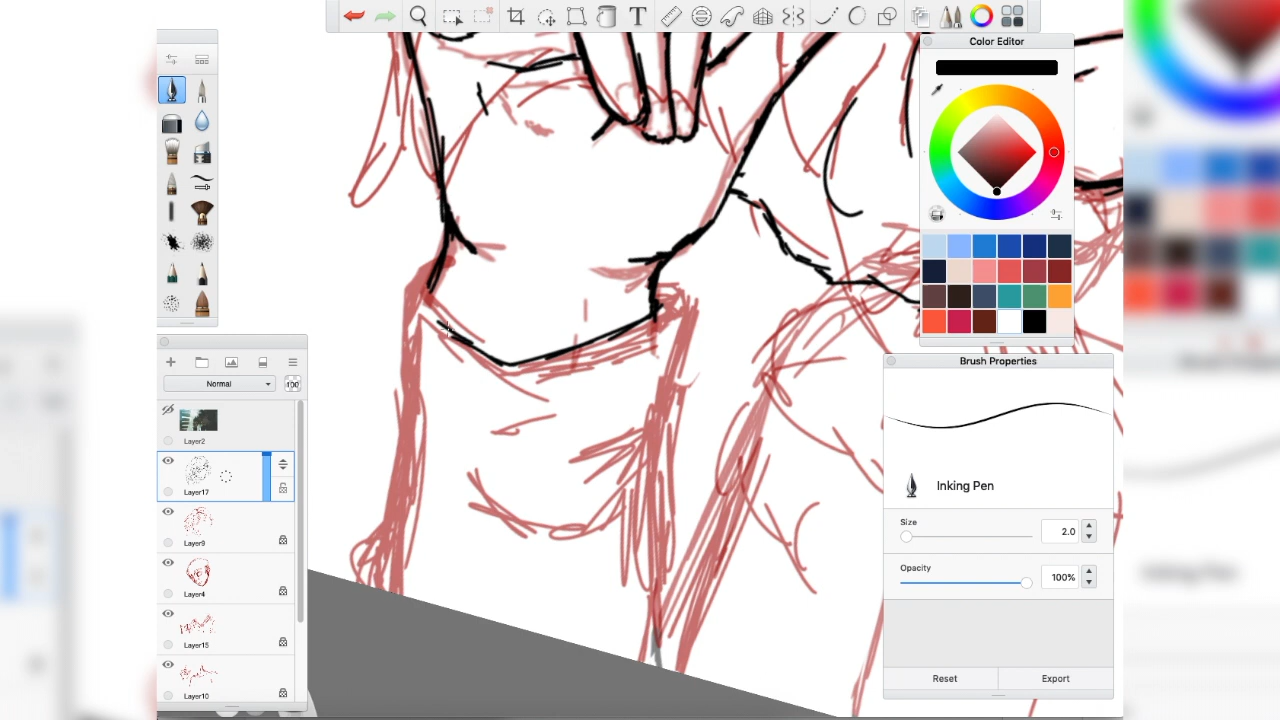 T
Color Editor
Normal
100
Layer2
Layer17
Layer9
Layer4
Layer15
Layer10
Brush Properties
Inking Pen
Size
2.0
Opacity
100%
Reset
Export